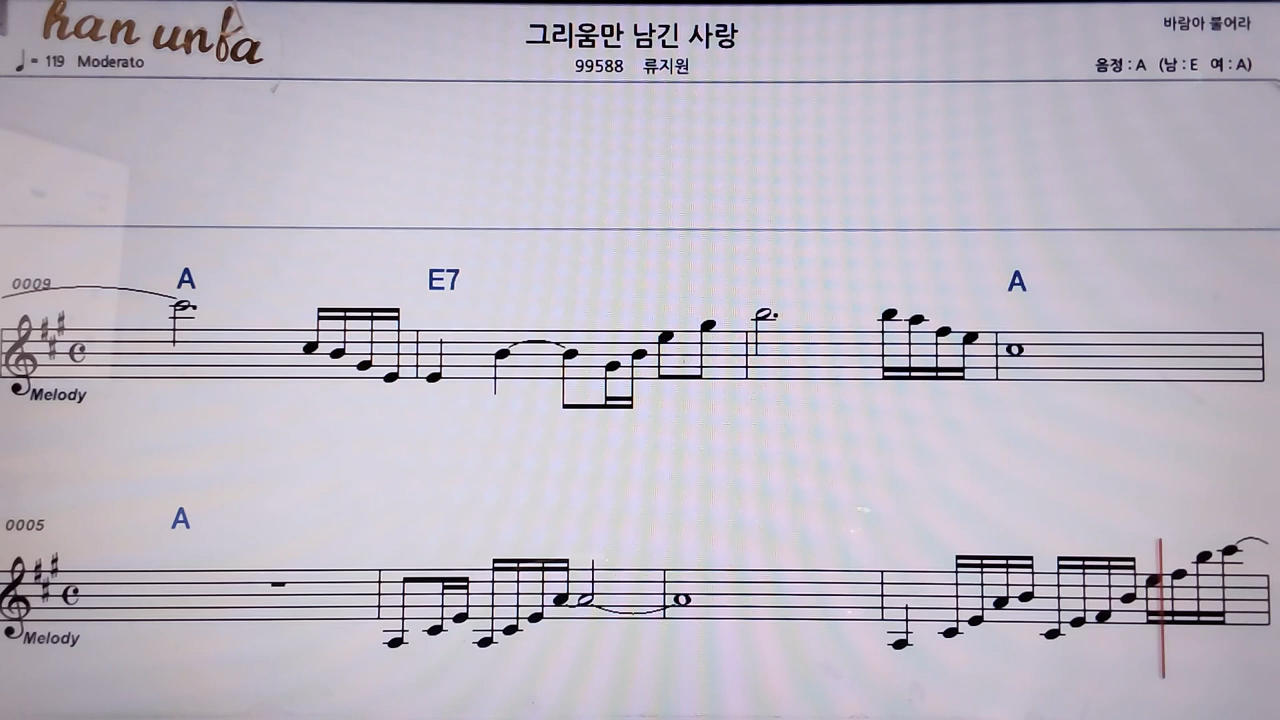 han unfa
그리움만 남긴 사랑
바람아 불어라
♩= 119 Moderato
99588 류지원
음정 : A (남 : E 여 : A)
0009
A E7 A
Melody
0005
A
Melody